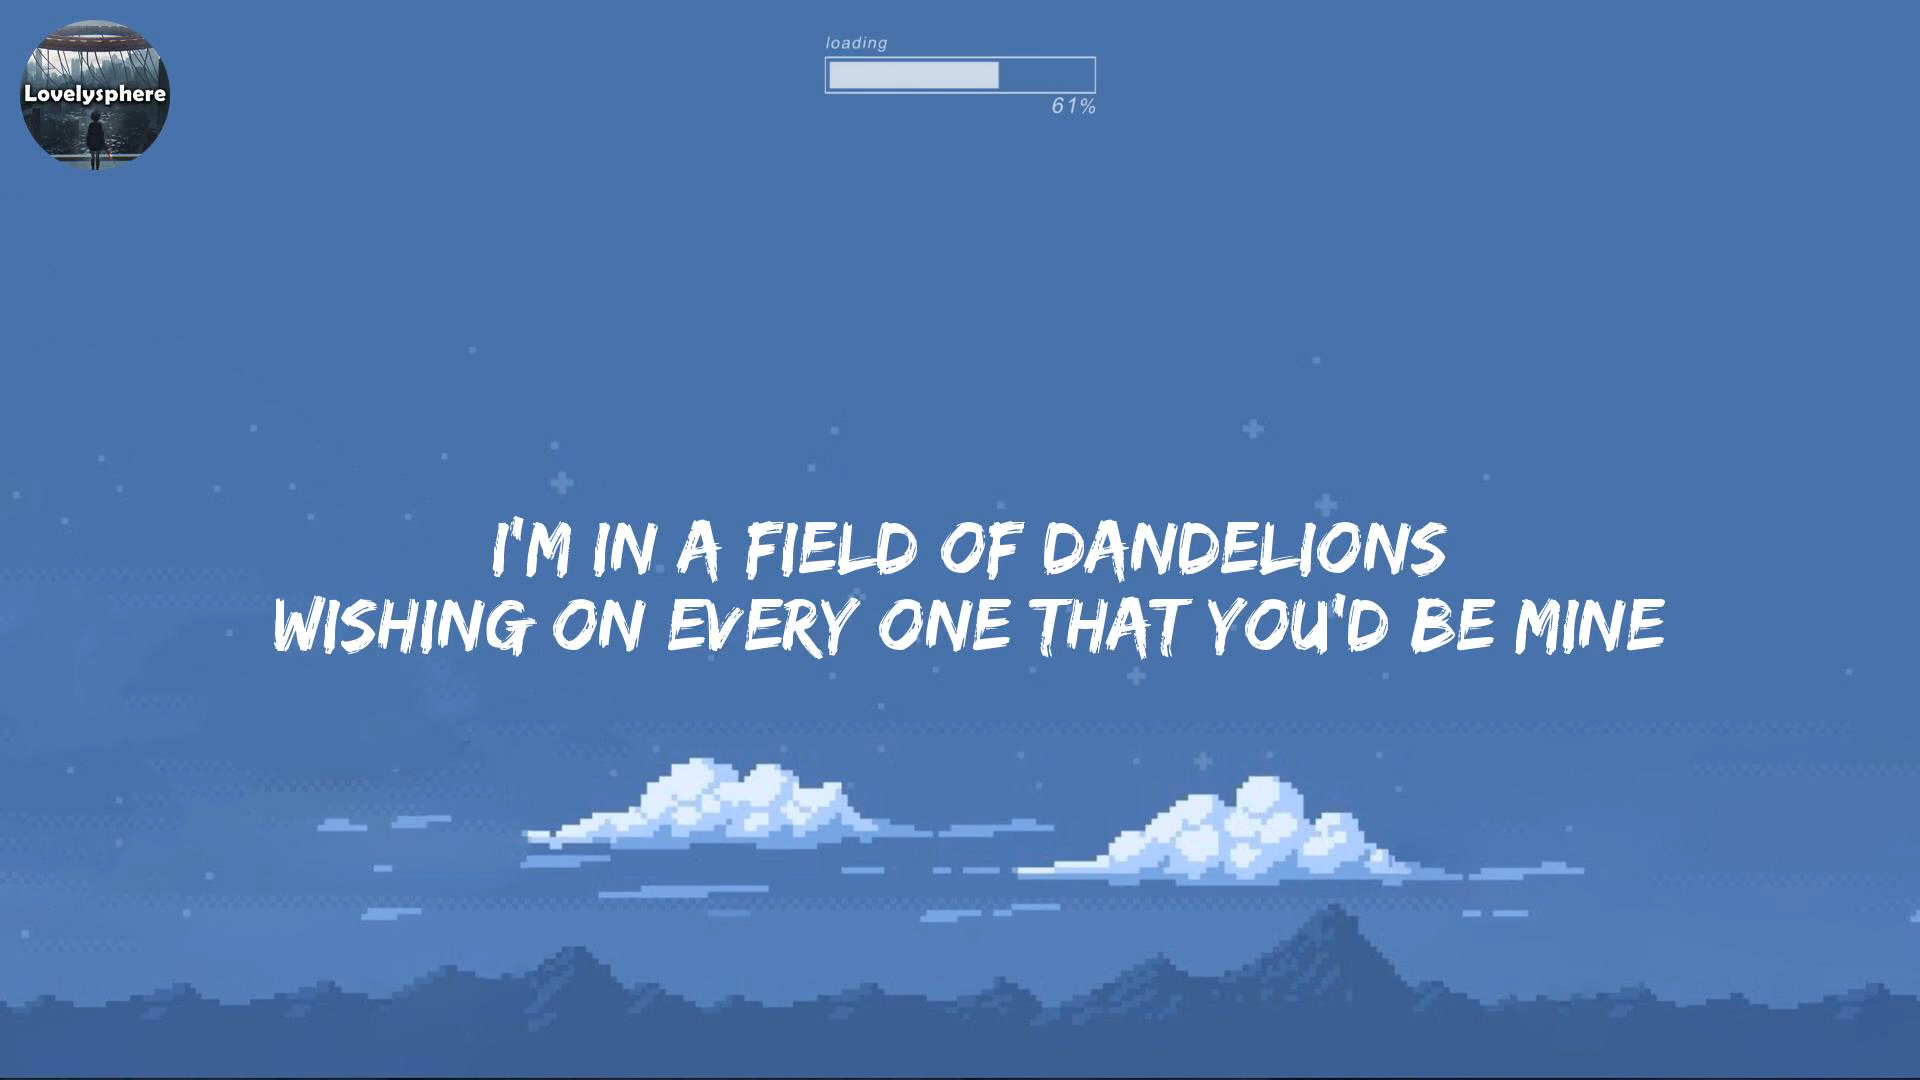 Lovelysphere
loading
61%
I'M IN A FIELD OF DANDELIONS
WISHING ON EVERY ONE THAT YOU'D BE MINE